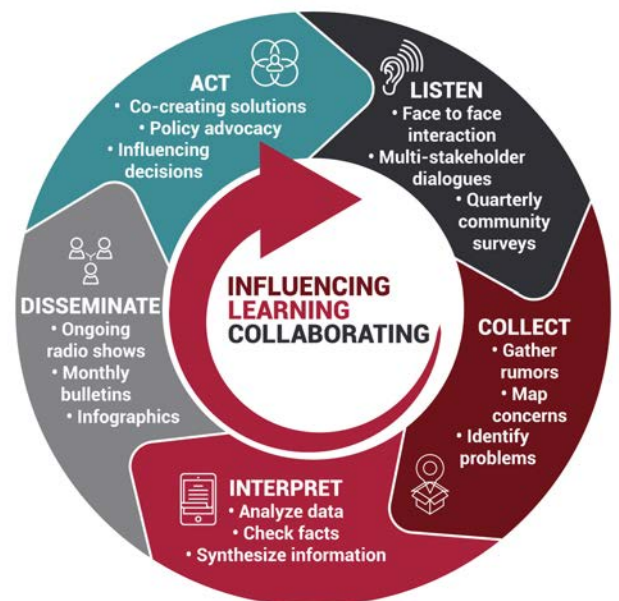 ACT
• Co-creating solutions
• Policy advocacy
• Influencing
decisions
LISTEN
• Face to face
interaction
• Multi-stakeholder
dialogues
• Quarterly
community
surveys
COLLECT
• Gather
rumors
• Map
concerns
• Identify
problems
INTERPRET
• Analyze data
• Check facts
• Synthesize information
DISSEMINATE
• Ongoing
radio shows
• Monthly
bulletins
• Infographics
INFLUENCING
LEARNING
COLLABORATING